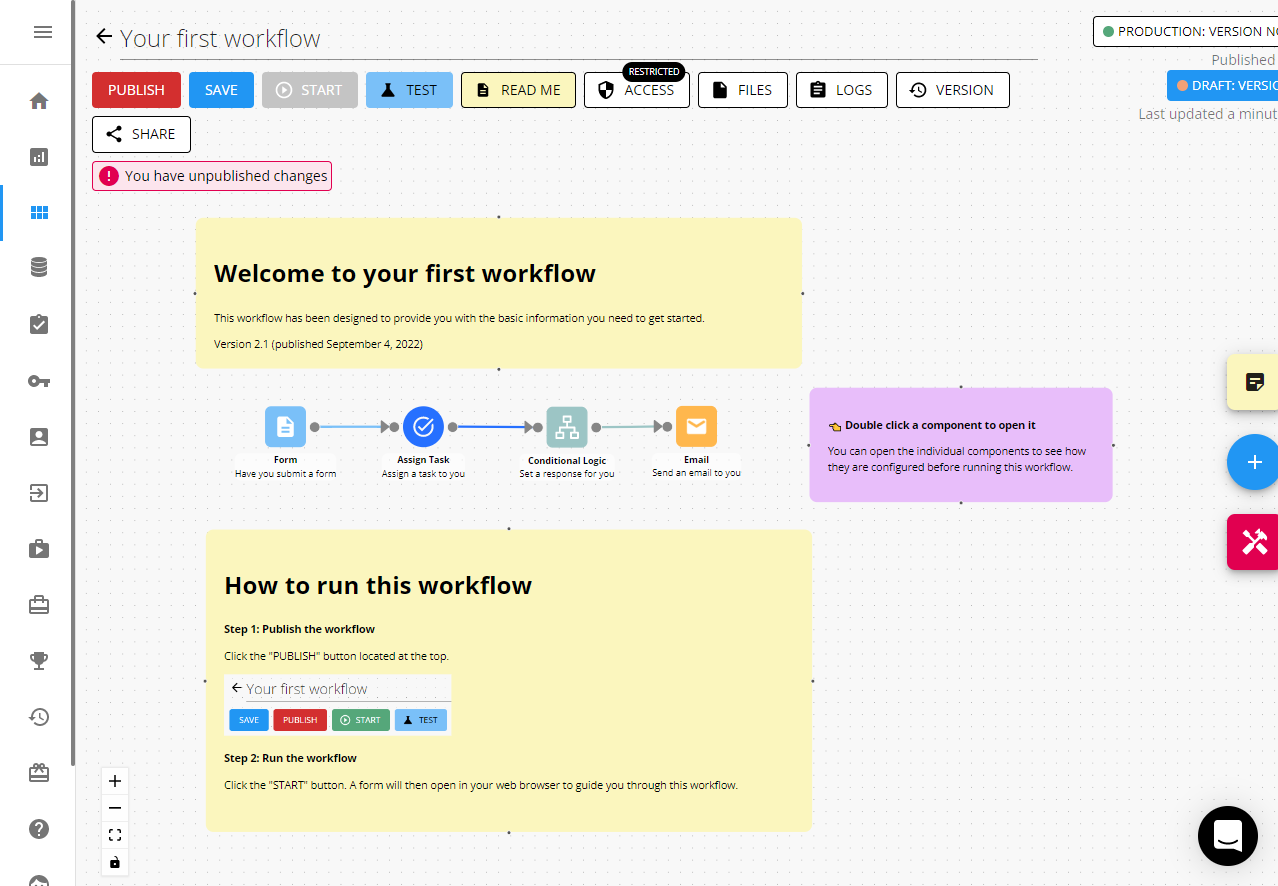 Your first workflow
PRODUCTION: VERSION
Published
PUBLISH
SAVE
START
TEST
READ ME
RESTRICTED
ACCESS
FILES
LOGS
VERSION
DRAFT:
Last updated a
SHARE
You have unpublished changes
Welcome to your first workflow
This workflow has been designed to provide you with the basic information you need to get started.
Version 2.1 (published September 4, 2022)
Form
Have you submit a form
Assign Task
Assign a task to you
Conditional Logic
Set a response for you
Email
Send an email to you
👈 Double click a component to open it
You can open the individual components to see how
they are configured before running this workflow.
How to run this workflow
Step 1: Publish the workflow
Click the "PUBLISH" button located at the top.
Your first workflow
SAVE
PUBLISH
START
TEST
Step 2: Run the workflow
Click the "START" button. A form will then open in your web browser to guide you through this workflow.